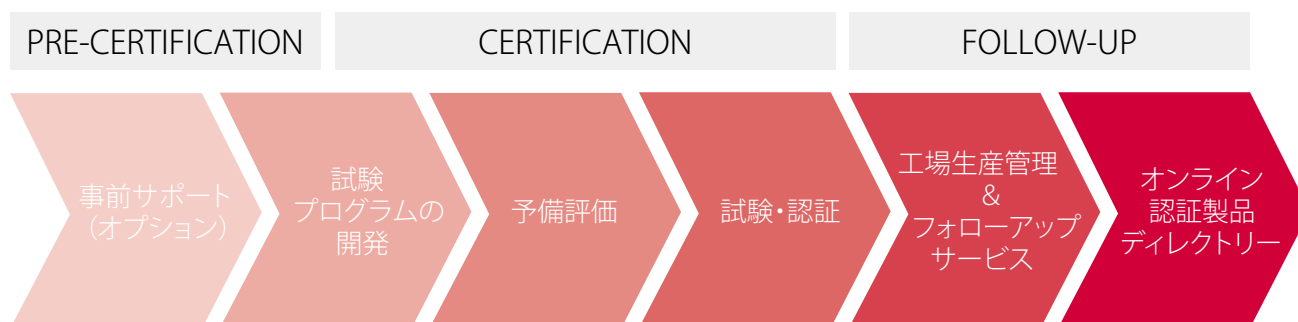 PRE-CERTIFICATION
CERTIFICATION
FOLLOW-UP
事前サポート
(オプション)
試験
プログラムの
開発
予備評価
試験・認証
工場生産管理
&
フォローアップ
サービス
オンライン
認証製品
ディレクトリー